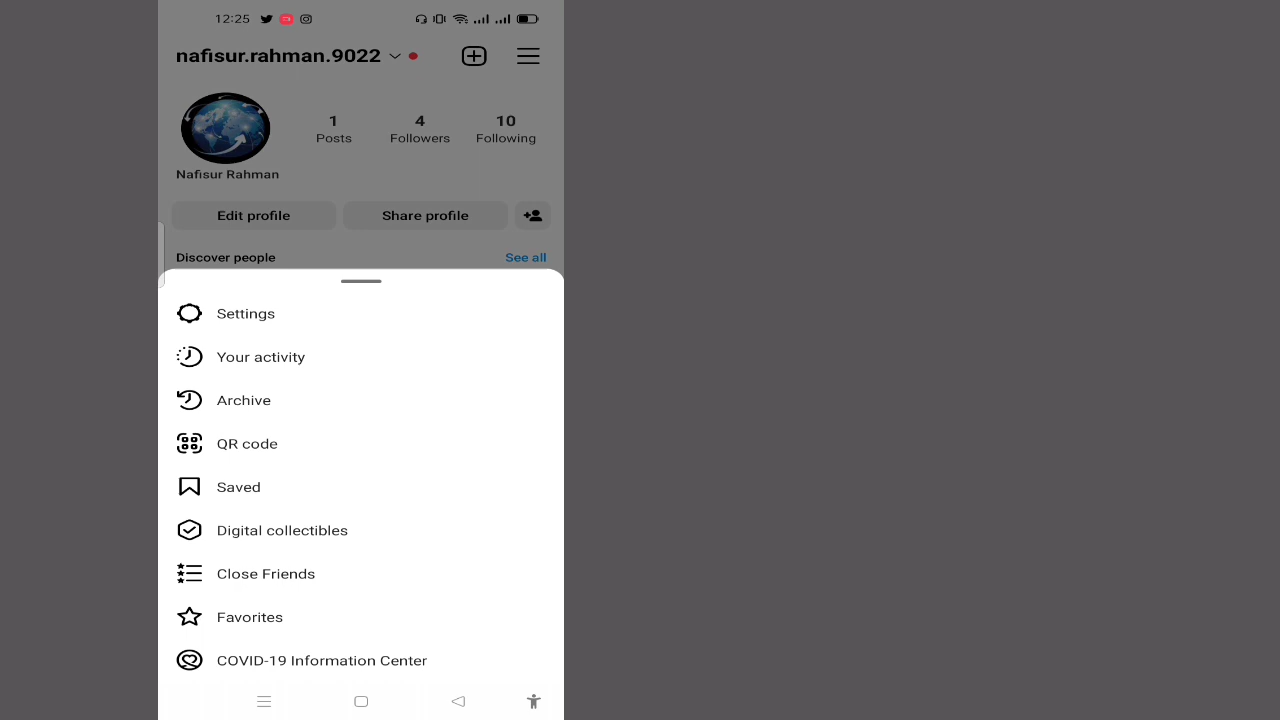 12:25
nafisur.rahman.9022
1 4 10
Posts Followers Following
Nafisur Rahman
Edit profile Share profile
Discover people See all
Settings
Your activity
Archive
QR code
Saved
Digital collectibles
Close Friends
Favorites
COVID-19 Information Center